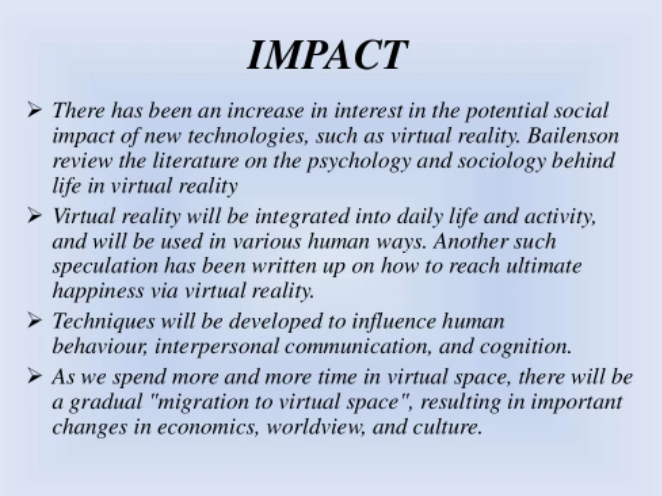 IMPACT
➢ There has been an increase in interest in the potential social
impact of new technologies, such as virtual reality. Bailenson
review the literature on the psychology and sociology behind
life in virtual reality
➢ Virtual reality will be integrated into daily life and activity,
and will be used in various human ways. Another such
speculation has been written up on how to reach ultimate
happiness via virtual reality.
➢ Techniques will be developed to influence human
behaviour, interpersonal communication, and cognition.
➢ As we spend more and more time in virtual space, there will be
a gradual "migration to virtual space", resulting in important
changes in economics, worldview, and culture.